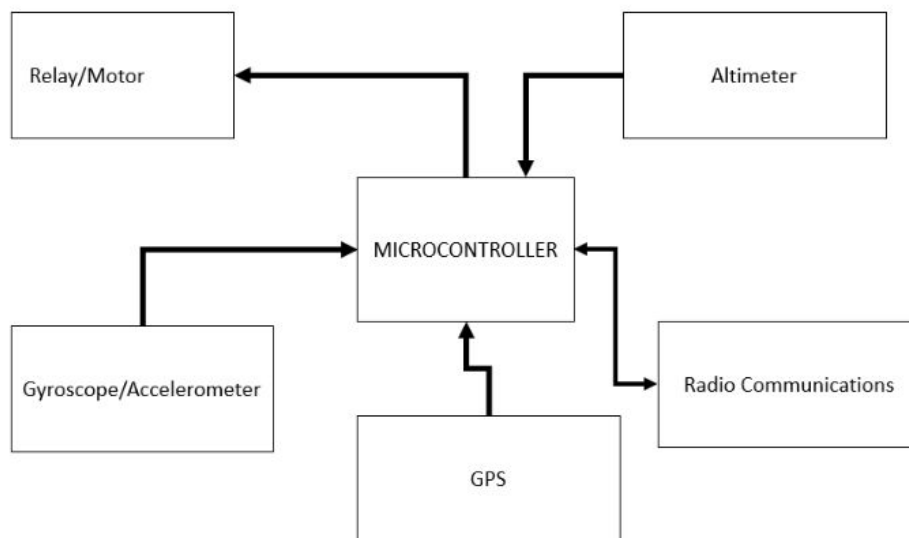 Relay/Motor
Altimeter
MICROCONTROLLER
Gyroscope/Accelerometer
Radio Communications
GPS